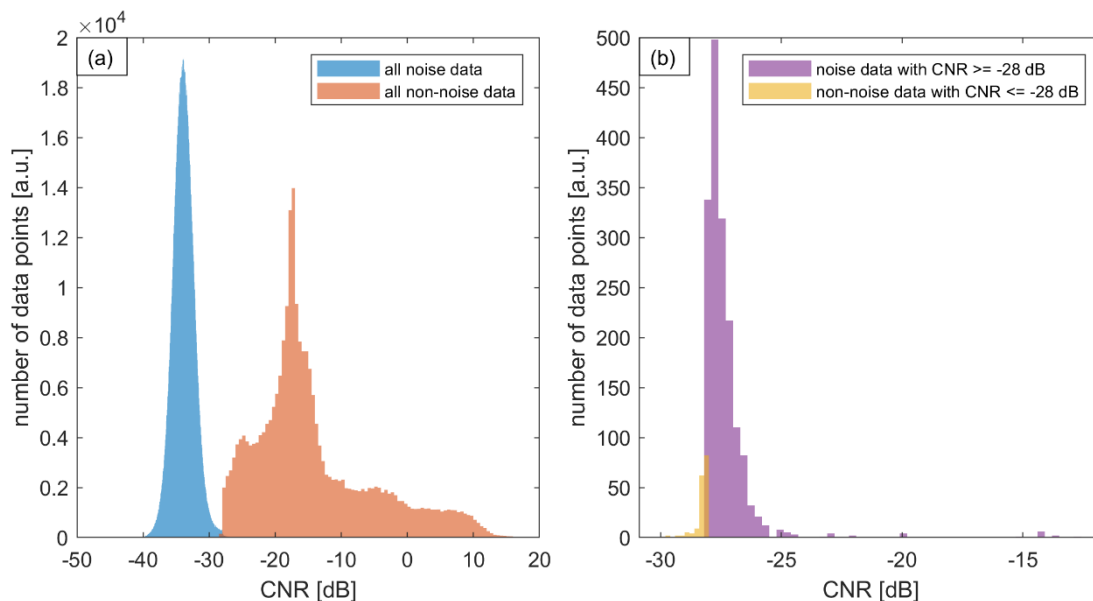 ×10⁴
(a)
all noise data
all non-noise data
number of data points [a.u.]
2
1.8
1.6
1.4
1.2
1
0.8
0.6
0.4
0.2
0
-50 -40 -30 -20 -10 0 10 20
CNR [dB]
(b)
noise data with CNR >= -28 dB
non-noise data with CNR <= -28 dB
number of data points [a.u.]
500
450
400
350
300
250
200
150
100
50
0
-30 -25 -20 -15
CNR [dB]